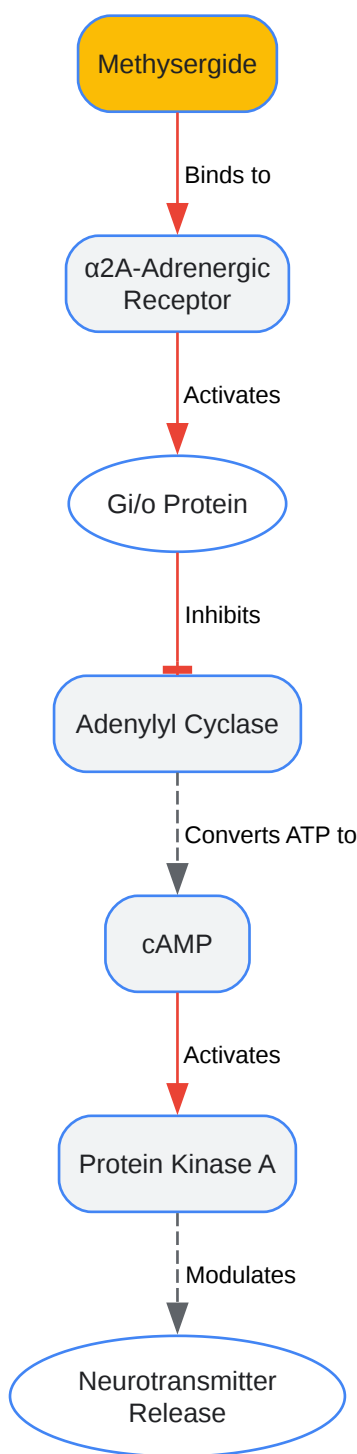 Methysergide
Binds to
α2A-Adrenergic
Receptor
Activates
Gi/o Protein
Inhibits
Adenylyl Cyclase
Converts ATP to
cAMP
Activates
Protein Kinase A
Modulates
Neurotransmitter
Release